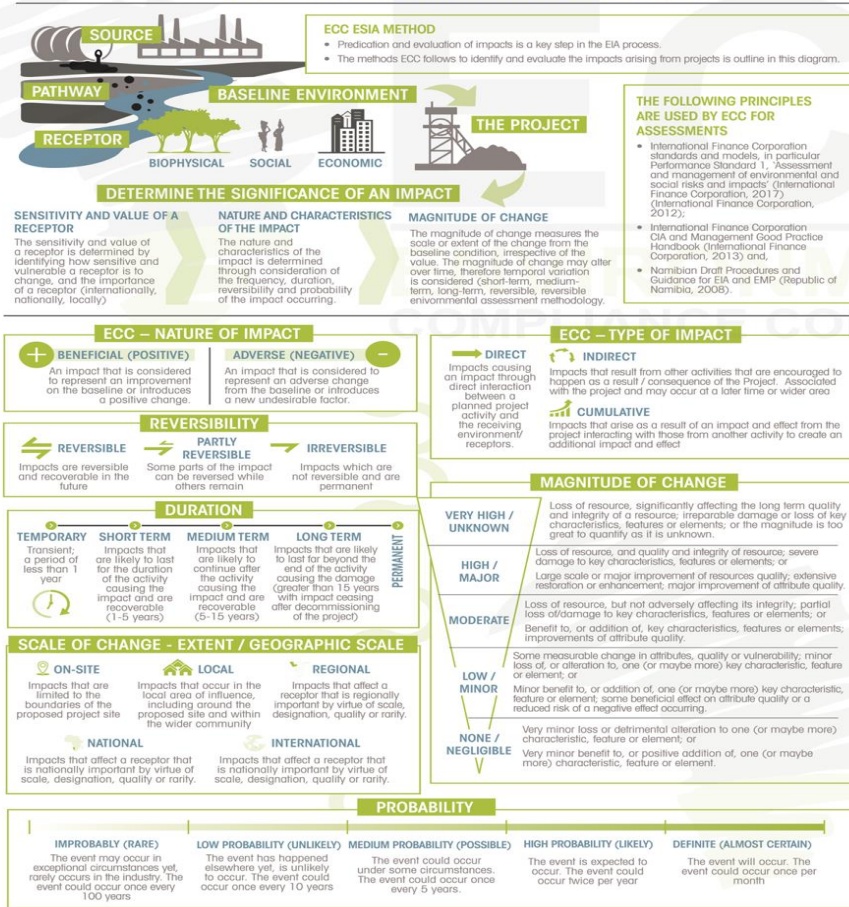 SOURCE
PATHWAY
RECEPTOR
BASELINE ENVIRONMENT
BIOPHYSICAL
SOCIAL
ECONOMIC
THE PROJECT
ECC ESIA METHOD
• Predication and evaluation of impacts is a key step in the EIA process.
• The methods ECC follows to identify and evaluate the impacts arising from projects is outline in this diagram.
THE FOLLOWING PRINCIPLES
ARE USED BY ECC FOR
ASSESSMENTS
• International Finance Corporation
standards and models, in particular
Performance Standard 1, 'Assessment
and management of environmental and
social risks and impacts' (International
Finance Corporation, 2017)
(International Finance Corporation,
2012);
• International Finance Corporation
CIA and Management Good Practice
Handbook (International Finance
Corporation, 2013) and,
• Namibian Draft Procedures and
Guidance for EIA and EMP (Republic of
Namibia, 2008).
DETERMINE THE SIGNIFICANCE OF AN IMPACT
SENSITIVITY AND VALUE OF A
RECEPTOR
The sensitivity and value of
a receptor is determined by
identifying how sensitive and
vulnerable a receptor is to
change, and the importance
of a receptor (internationally,
nationally, locally)
NATURE AND CHARACTERISTICS
OF THE IMPACT
The nature and
characteristics of the
impact is determined
through consideration of
the frequency, duration,
reversibility and probability
of the impact occurring.
MAGNITUDE OF CHANGE
The magnitude of change measures the
scale or extent of the change from the
baseline condition, irrespective of the
value. The magnitude of change may alter
over time, therefore temporal variation
is considered (short-term, medium-
term, long-term, reversible, reversible
enivornmental assessment methodology.
ECC – NATURE OF IMPACT
+ BENEFICIAL (POSITIVE)
An impact that is considered
to represent an improvement
on the baseline or introduces
a positive change.
ADVERSE (NEGATIVE) -
An impact that is considered to
represent an adverse change
from the baseline or introduces
a new undesirable factor.
REVERSIBILITY
REVERSIBLE
Impacts are reversible
and recoverable in the
future
PARTLY
REVERSIBLE
Some parts of the impact
can be reversed while
others remain
IRREVERSIBLE
Impacts which are
not reversible and are
permanent
DURATION
TEMPORARY
Transient;
a period of
less than 1
year
SHORT TERM
Impacts that
are likely to last
for the duration
of the activity
causing the
impact and are
recoverable
(1-5 years)
MEDIUM TERM
Impacts that
are likely to
continue after
the activity
causing the
impact and are
recoverable
(5-15 years)
LONG TERM
Impacts that are likely
to last far beyond the
end of the activity
causing the damage
(greater than 15 years
with impact ceasing
after decommissioning
of the project)
PERMANENT
SCALE OF CHANGE - EXTENT / GEOGRAPHIC SCALE
ON-SITE
Impacts that are
limited to the
boundaries of the
proposed project site
LOCAL
Impacts that occur in the
local area of influence,
including around the
proposed site and within
the wider community
REGIONAL
Impacts that affect a
receptor that is regionally
important by virtue of scale,
designation, quality or rarity.
NATIONAL
Impacts that affect a receptor that
is nationally important by virtue of
scale, designation, quality or rarity.
INTERNATIONAL
Impacts that affect a receptor that
is nationally important by virtue of
scale, designation, quality or rarity.
ECC – TYPE OF IMPACT
DIRECT
Impacts causing
an impact through
direct interaction
between a
planned project
activity and
the receiving
environment/
receptors.
INDIRECT
Impacts that result from other activities that are encouraged to
happen as a result / consequence of the Project. Associated
with the project and may occur at a later time or wider area
CUMULATIVE
Impacts that arise as a result of an impact and effect from the
project interacting with those from another activity to create an
additional impact and effect
MAGNITUDE OF CHANGE
VERY HIGH /
UNKNOWN
Loss of resource, significantly affecting the long term quality
and integrity of a resource; irreparable damage or loss of key
characteristics, features or elements; or the magnitude is too
great to quantify as it is unknown.
HIGH /
MAJOR
Loss of resource, and quality and integrity of resource; severe
damage to key characteristics, features or elements; or
Large scale or major improvement of resources quality; extensive
restoration or enhancement; major improvement of attribute quality.
MODERATE
Loss of resource, but not adversely affecting its integrity; partial
loss of/damage to key characteristics, features or elements; or
Benefit to, or addition of, key characteristics, features or elements;
improvements of attribute quality.
LOW /
MINOR
Some measurable change in attributes, quality or vulnerability; minor
loss of, or alteration to, one (or maybe more) key characteristic, feature
or element; or
Minor benefit to, or addition of, one (or maybe more) key characteristic,
feature or element; some beneficial effect on attribute quality or a
reduced risk of a negative effect occurring.
NONE /
NEGLIGIBLE
Very minor loss or detrimental alteration to one (or maybe more)
characteristic, feature or element; or
Very minor benefit to, or positive addition of, one (or maybe
more) characteristic, feature or element.
PROBABILITY
IMPROBABLY (RARE)
The event may occur in
exceptional circumstances yet,
rarely occurs in the industry. The
event could occur once every
100 years
LOW PROBABILITY (UNLIKELY)
The event has happened
elsewhere yet, is unlikely
to occur. The event could
occur once every 10 years
MEDIUM PROBABILITY (POSSIBLE)
The event could occur
under some circumstances.
The event could occur once
every 5 years.
HIGH PROBABILITY (LIKELY)
The event is expected to
occur. The event could
occur twice per year
DEFINITE (ALMOST CERTAIN)
The event will occur. The
event could occur once per
month